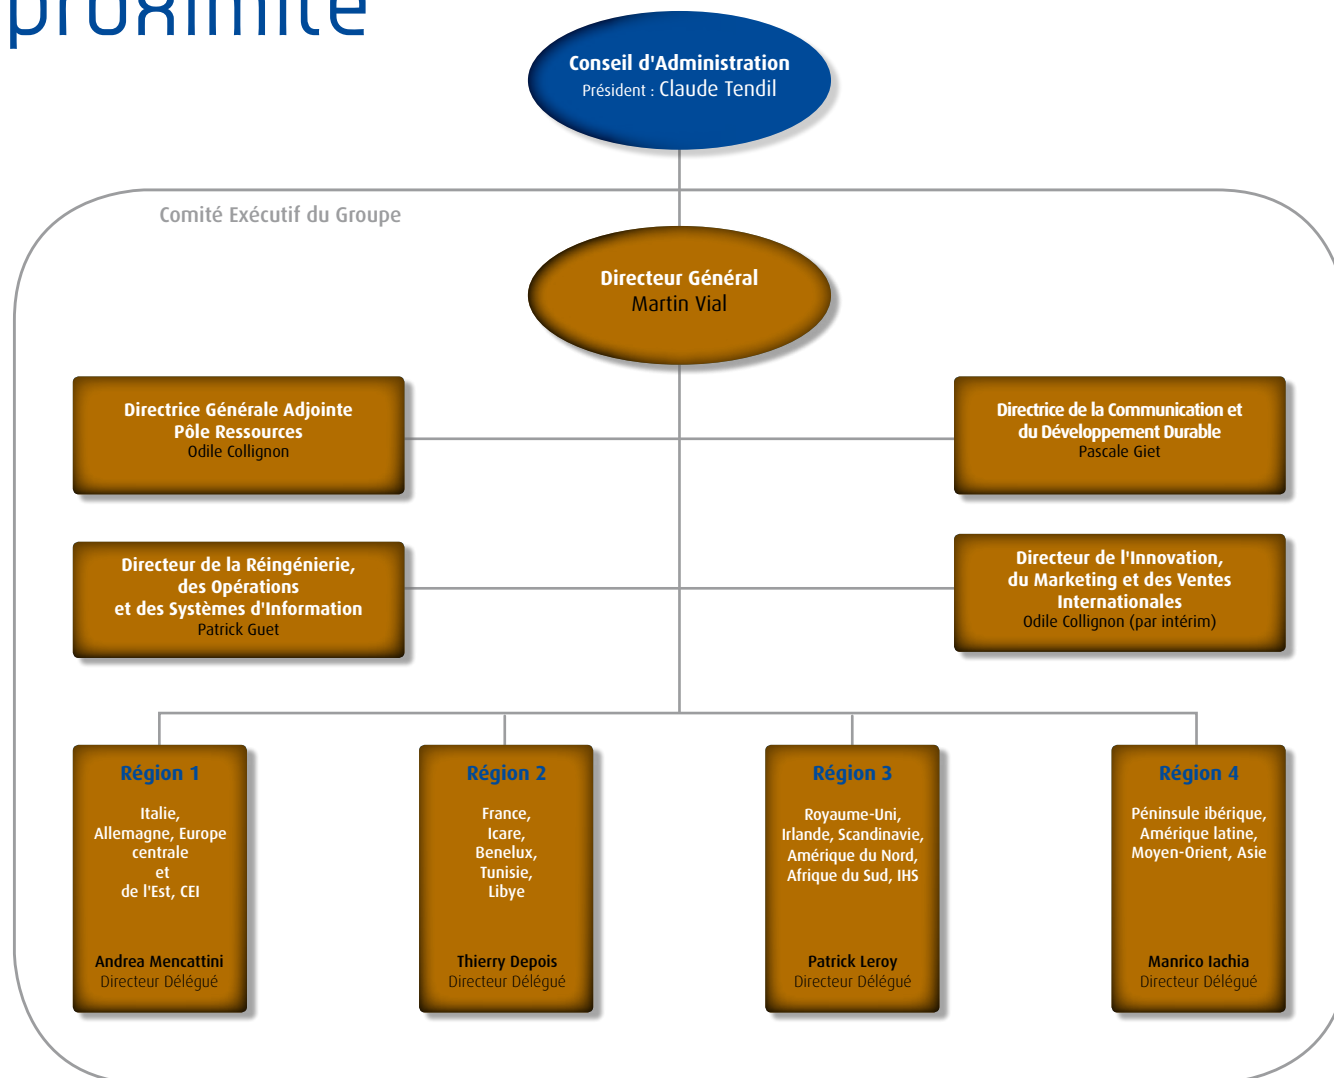 proximité
Conseil d'Administration
Président : Claude Tendil
Comité Exécutif du Groupe
Directeur Général
Martin Vial
Directrice Générale Adjointe
Pôle Ressources
Odile Collignon
Directrice de la Communication et
du Développement Durable
Pascale Giet
Directeur de la Réingénierie,
des Opérations
et des Systèmes d'Information
Patrick Guet
Directeur de l'Innovation,
du Marketing et des Ventes
Internationales
Odile Collignon (par intérim)
Région 1
Italie,
Allemagne, Europe
centrale
et
de l'Est, CEI
Andrea Mencattini
Directeur Délégué
Région 2
France,
Icare,
Benelux,
Tunisie,
Libye
Thierry Depois
Directeur Délégué
Région 3
Royaume-Uni,
Irlande, Scandinavie,
Amérique du Nord,
Afrique du Sud, IHS
Patrick Leroy
Directeur Délégué
Région 4
Péninsule ibérique,
Amérique latine,
Moyen-Orient, Asie
Manrico Iachia
Directeur Délégué